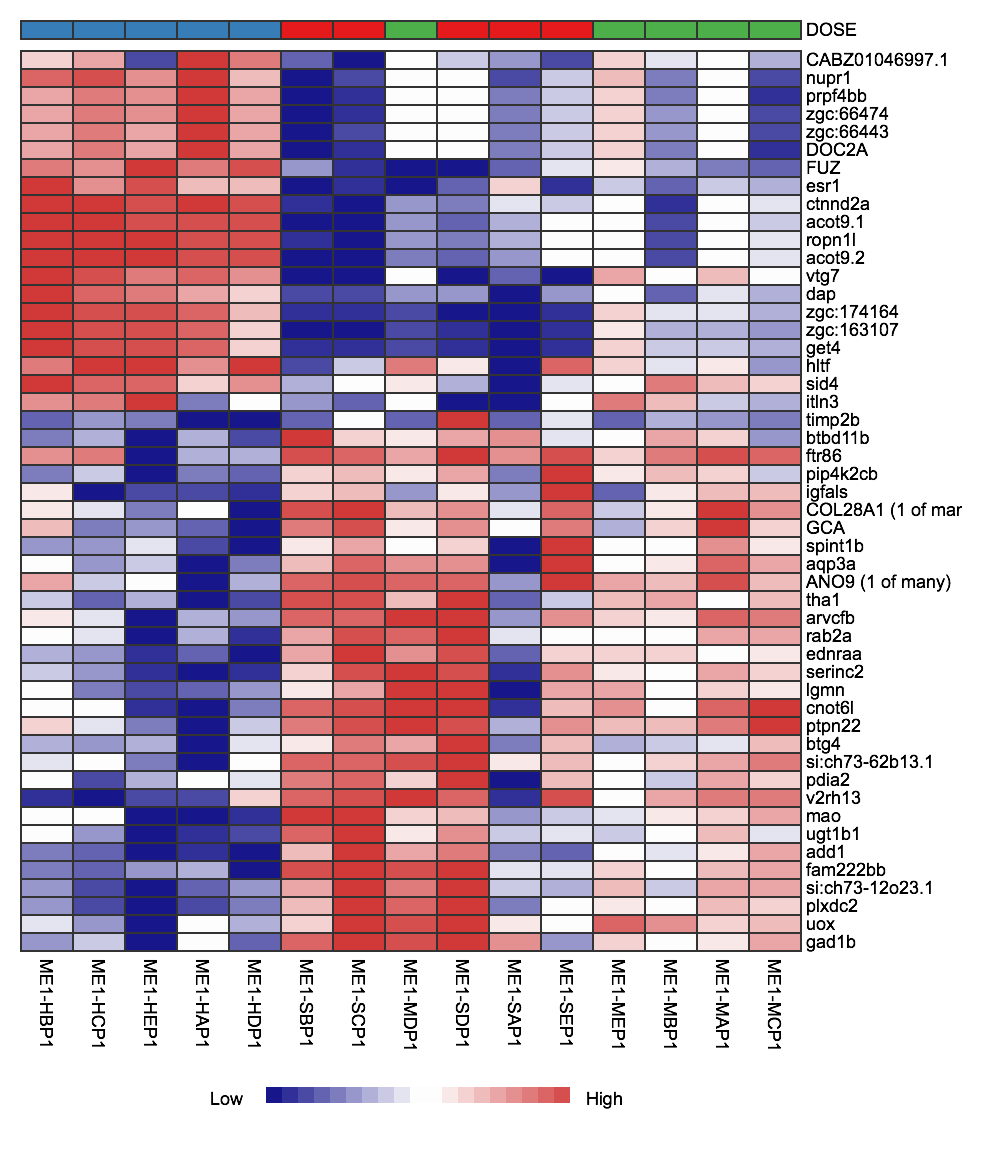 DOSE
CABZ01046997.1
nupr1
prpf4bb
zgc:66474
zgc:66443
DOC2A
FUZ
esr1
ctnnd2a
acot9.1
ropn1l
acot9.2
vtg7
dap
zgc:174164
zgc:163107
get4
hltf
sid4
itln3
timp2b
btbd11b
ftr86
pip4k2cb
igfals
COL28A1 (1 of mar
GCA
spint1b
aqp3a
ANO9 (1 of many)
tha1
arvcfb
rab2a
ednraa
serinc2
lgmn
cnot6l
ptpn22
btg4
si:ch73-62b13.1
pdia2
v2rh13
mao
ugt1b1
add1
fam222bb
si:ch73-12o23.1
plxdc2
uox
gad1b
ME1-HBP1
ME1-HCP1
ME1-HEP1
ME1-HAP1
ME1-HDP1
ME1-SBP1
ME1-SCP1
ME1-MDP1
ME1-SDP1
ME1-SAP1
ME1-SEP1
ME1-MEP1
ME1-MBP1
ME1-MAP1
ME1-MCP1
Low High